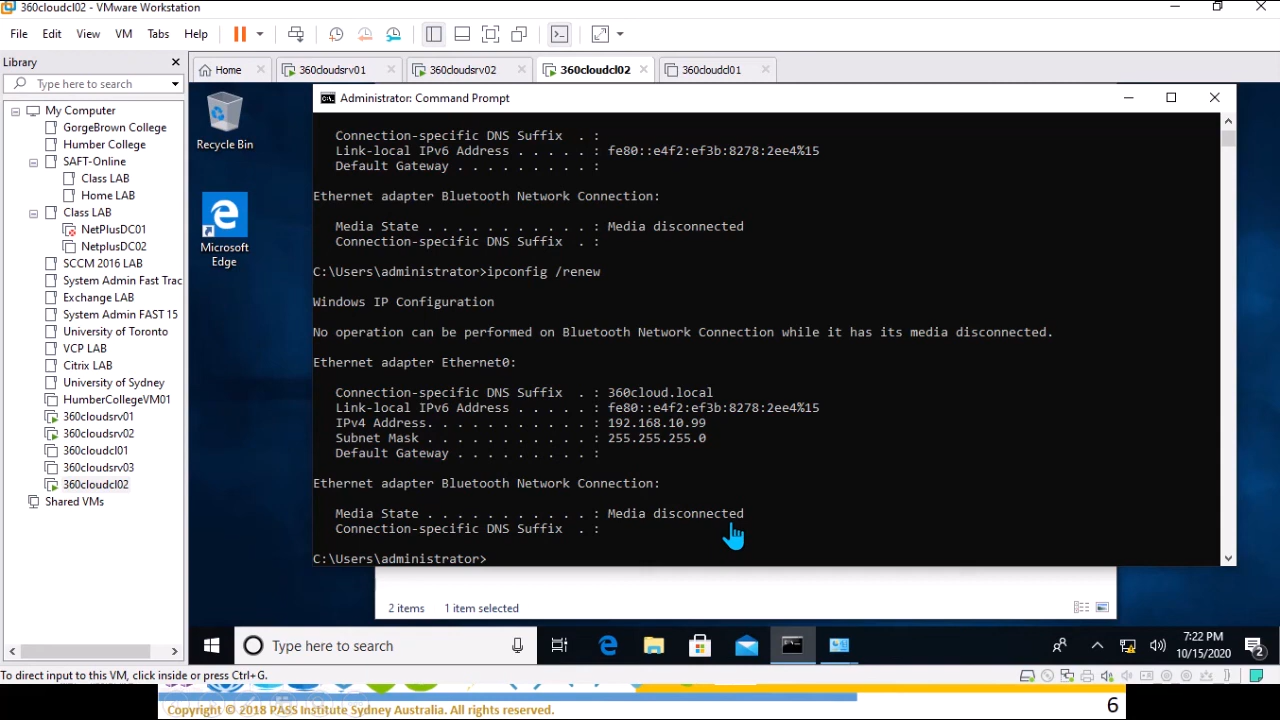 360cloudcl02 - VMware Workstation
File Edit View VM Tabs Help
Library
Type here to search
My Computer
GorgeBrown College
Humber College
SAFT-Online
Class LAB
Home LAB
Class LAB
NetPlusDC01
NetplusDC02
SCCM 2016 LAB
System Admin Fast Trac
Exchange LAB
System Admin FAST 15
University of Toronto
VCP LAB
Citrix LAB
University of Sydney
HumberCollegeVM01
360cloudsrv01
360cloudsrv02
360cloudcl01
360cloudsrv03
360cloudcl02
Shared VMs
Home 360cloudsrv01 360cloudsrv02 360cloudcl02 360cloudcl01
Recycle Bin
Microsoft
Edge
Administrator: Command Prompt
Connection-specific DNS Suffix . :
Link-local IPv6 Address . . . . . : fe80::e4f2:ef3b:8278:2ee4%15
Default Gateway . . . . . . . . . :
Ethernet adapter Bluetooth Network Connection:
Media State . . . . . . . . . . . : Media disconnected
Connection-specific DNS Suffix . :
C:\Users\administrator>ipconfig /renew
Windows IP Configuration
No operation can be performed on Bluetooth Network Connection while it has its media disconnected.
Ethernet adapter Ethernet0:
Connection-specific DNS Suffix . : 360cloud.local
Link-local IPv6 Address . . . . . : fe80::e4f2:ef3b:8278:2ee4%15
IPv4 Address. . . . . . . . . . . : 192.168.10.99
Subnet Mask . . . . . . . . . . . : 255.255.255.0
Default Gateway . . . . . . . . . :
Ethernet adapter Bluetooth Network Connection:
Media State . . . . . . . . . . . : Media disconnected
Connection-specific DNS Suffix . :
C:\Users\administrator>
2 items 1 item selected
Type here to search
7:22 PM
10/15/2020
2
To direct input to this VM, click inside or press Ctrl+G.
Copyright © 2018 PASS Institute Sydney Australia. All rights reserved.
6